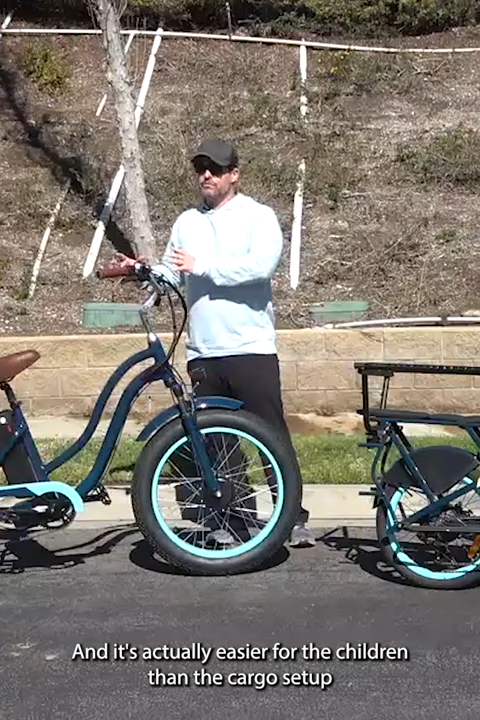 And it's actually easier for the children
than the cargo setup